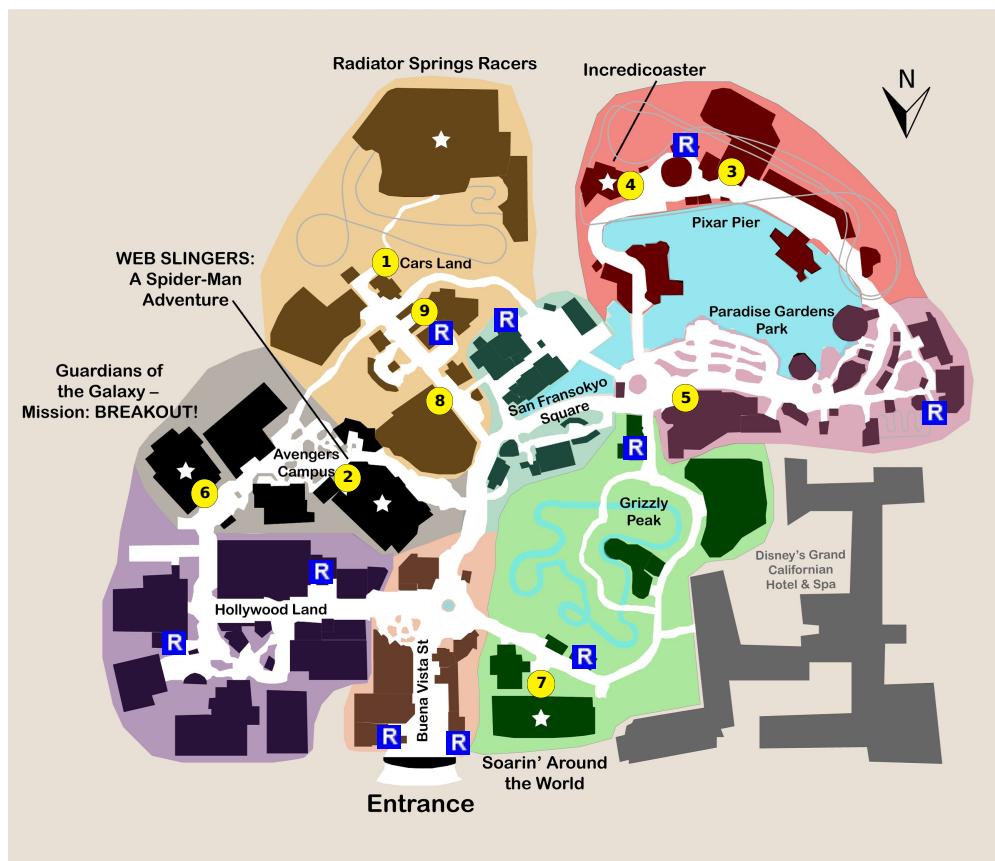 Radiator Springs Racers
Incredicoaster
N
R
3
4
Pixar Pier
WEB SLINGERS:
A Spider-Man
Adventure
1
Cars Land
9
R
R
Paradise Gardens
Park
Guardians of
the Galaxy –
Mission: BREAKOUT!
8
San Fransokyo
Square
5
R
R
Avengers
Campus
2
6
Grizzly
Peak
Disney's Grand
Californian
Hotel & Spa
R
Hollywood Land
R
Buena Vista St
R
7
R
R
Soarin' Around
the World
Entrance